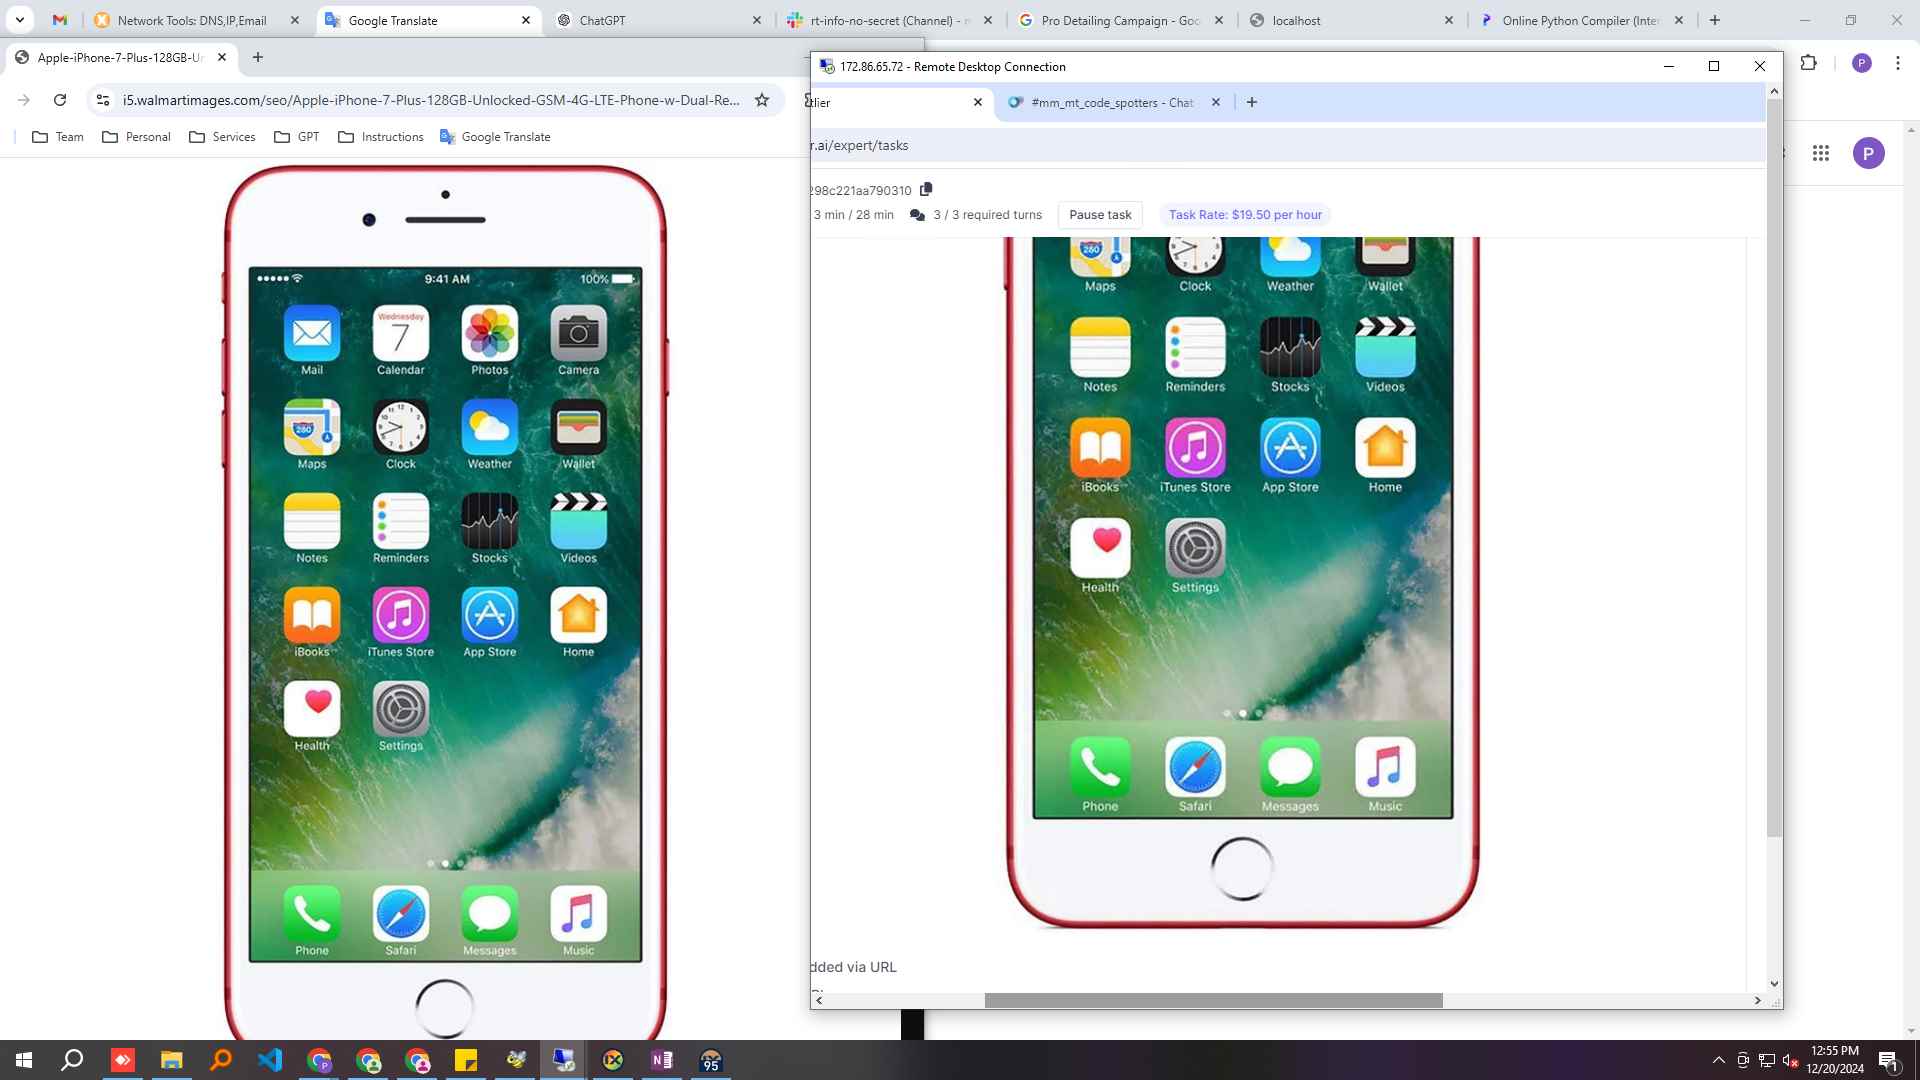 Network Tools: DNS,IP,Email
Google Translate
ChatGPT
rt-info-no-secret (Channel) - m
Pro Detailing Campaign - Goo
localhost
Online Python Compiler (Inter
Apple-iPhone-7-Plus-128GB-Un
i5.walmartimages.com/seo/Apple-iPhone-7-Plus-128GB-Unlocked-GSM-4G-LTE-Phone-w-Dual-Re...
P
Team
Personal
Services
GPT
Instructions
Google Translate
P
9:41 AM
100%
Wednesday
7
Mail
Calendar
Photos
Camera
280
Maps
Clock
Weather
Wallet
Notes
Reminders
Stocks
Videos
iBooks
iTunes Store
App Store
Home
Health
Settings
Phone
Safari
Messages
Music
172.86.65.72 - Remote Desktop Connection
tlier
#mm_mt_code_spotters - Chat
r.ai/expert/tasks
298c221aa790310
3 min / 28 min
3 / 3 required turns
Pause task
Task Rate: $19.50 per hour
280
Maps
Clock
Weather
Wallet
Notes
Reminders
Stocks
Videos
iBooks
iTunes Store
App Store
Home
Health
Settings
Phone
Safari
Messages
Music
dded via URL
95
12:55 PM
12/20/2024
1